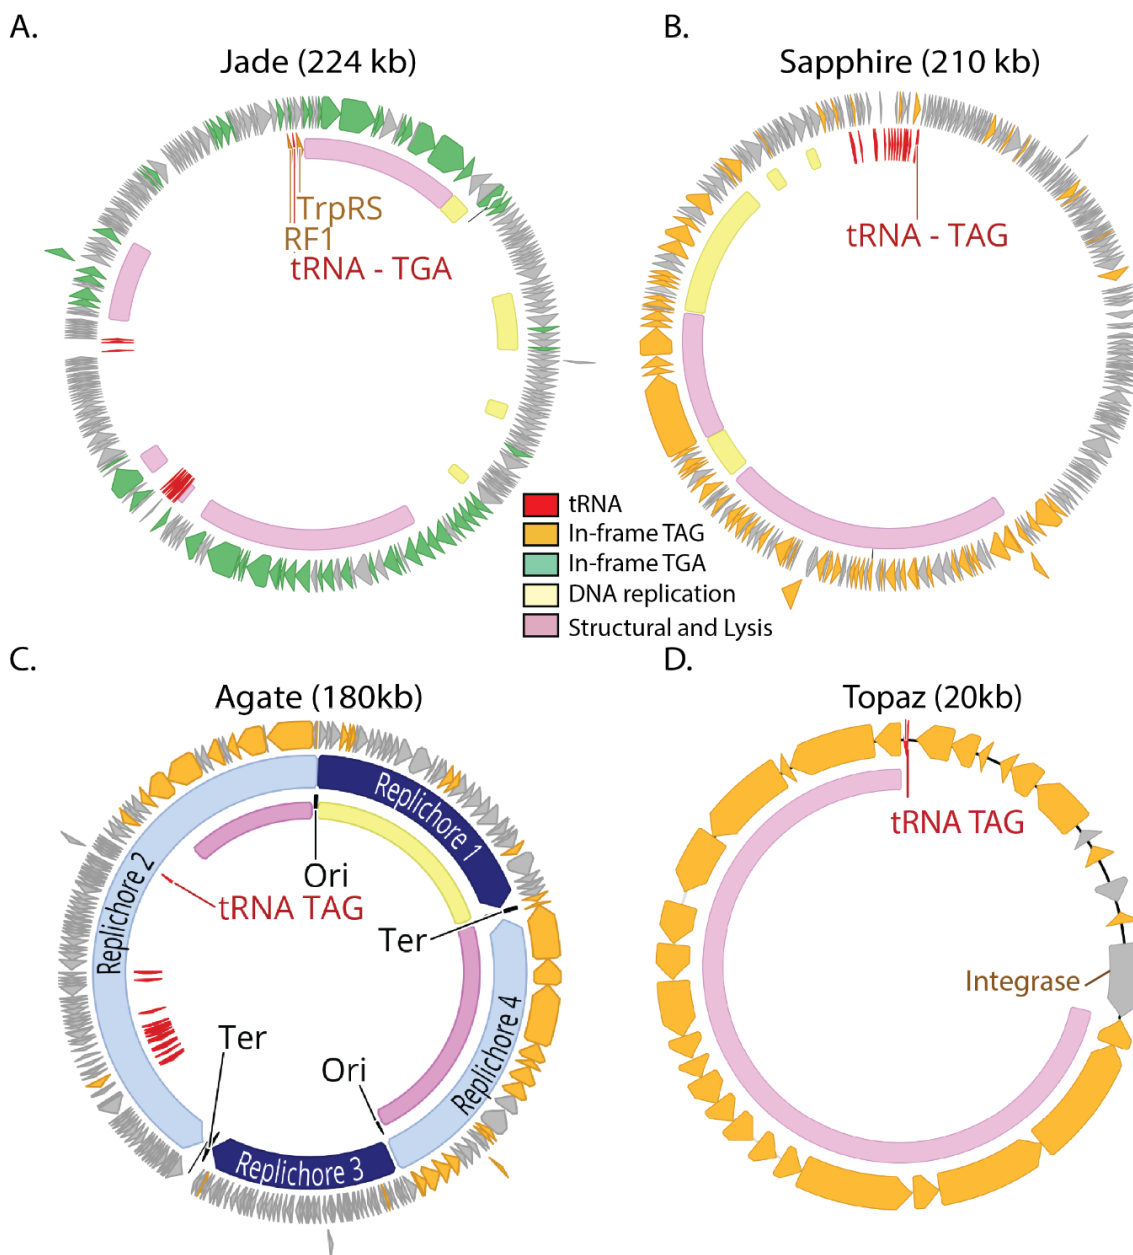 A.
Jade (224 kb)
TrpRS
RF1
tRNA - TGA
B.
Sapphire (210 kb)
tRNA - TAG
tRNA
In-frame TAG
In-frame TGA
DNA replication
Structural and Lysis
C.
Agate (180kb)
Replichore 1
Replichore 2
Ori
tRNA TAG
Ter
Replichore 4
Ter
Ori
Replichore 3
D.
Topaz (20kb)
tRNA TAG
Integrase